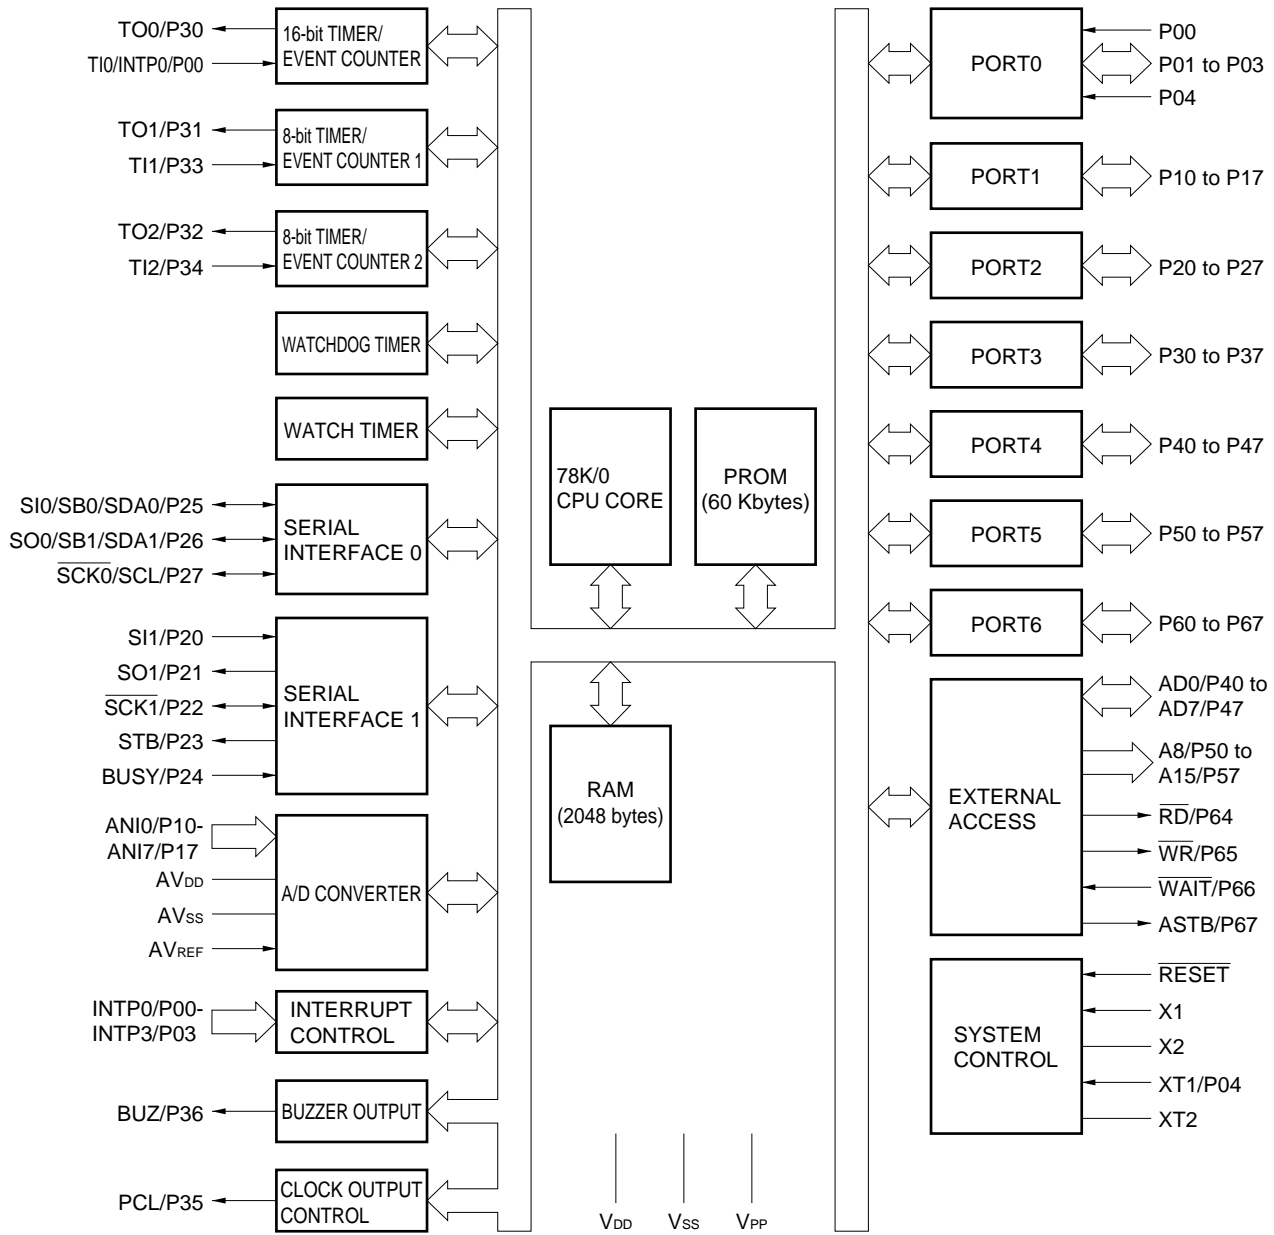 TO0/P30
TI0/INTP0/P00
16-bit TIMER/
EVENT COUNTER
TO1/P31
TI1/P33
8-bit TIMER/
EVENT COUNTER 1
TO2/P32
TI2/P34
8-bit TIMER/
EVENT COUNTER 2
WATCHDOG TIMER
WATCH TIMER
SI0/SB0/SDA0/P25
SO0/SB1/SDA1/P26
S̅C̅K̅0̅/SCL/P27
SERIAL
INTERFACE 0
SI1/P20
SO1/P21
S̅C̅K̅1̅/P22
STB/P23
BUSY/P24
SERIAL
INTERFACE 1
ANI0/P10-
ANI7/P17
AVDD
AVSS
AVREF
A/D CONVERTER
INTP0/P00-
INTP3/P03
INTERRUPT
CONTROL
BUZ/P36
BUZZER OUTPUT
PCL/P35
CLOCK OUTPUT
CONTROL
78K/0
CPU CORE
PROM
(60 Kbytes)
RAM
(2048 bytes)
VDD
VSS
VPP
PORT0
P00
P01 to P03
P04
PORT1
P10 to P17
PORT2
P20 to P27
PORT3
P30 to P37
PORT4
P40 to P47
PORT5
P50 to P57
PORT6
P60 to P67
EXTERNAL
ACCESS
AD0/P40 to
AD7/P47
A8/P50 to
A15/P57
R̅D̅/P64
W̅R̅/P65
W̅A̅I̅T̅/P66
ASTB/P67
SYSTEM
CONTROL
R̅E̅S̅E̅T̅
X1
X2
XT1/P04
XT2